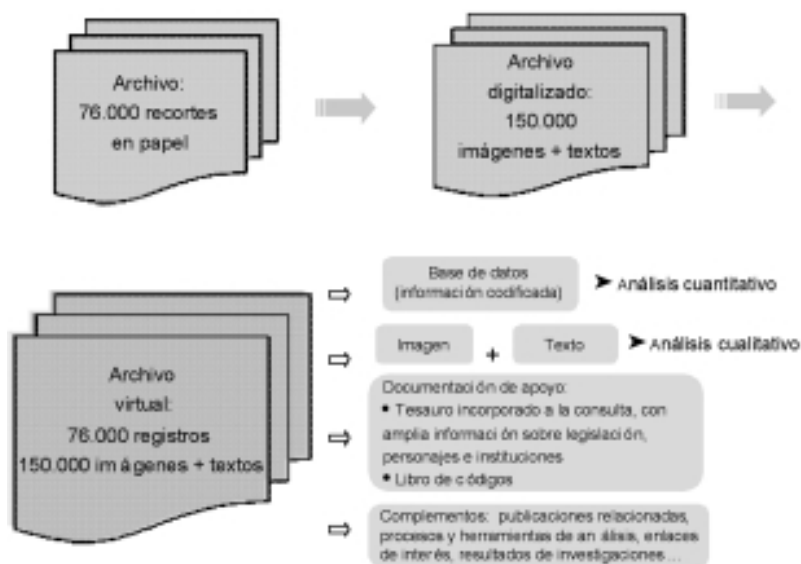 Archivo:
76.000 recortes
en papel
Archivo
digitalizado:
150.000
imágenes + textos
Archivo
virtual:
76.000 registros
150.000 imágenes + textos
Base de datos
(información codificada)
Análisis cuantitativo
Imagen
+
Texto
Análisis cualitativo
Documentación de apoyo:
• Tesauro incorporado a la consulta, con
amplia información sobre legislación,
personajes e instituciones
• Libro de códigos
Complementos: publicaciones relacionadas,
procesos y herramientas de análisis, enlaces
de interés, resultados de investigaciones...